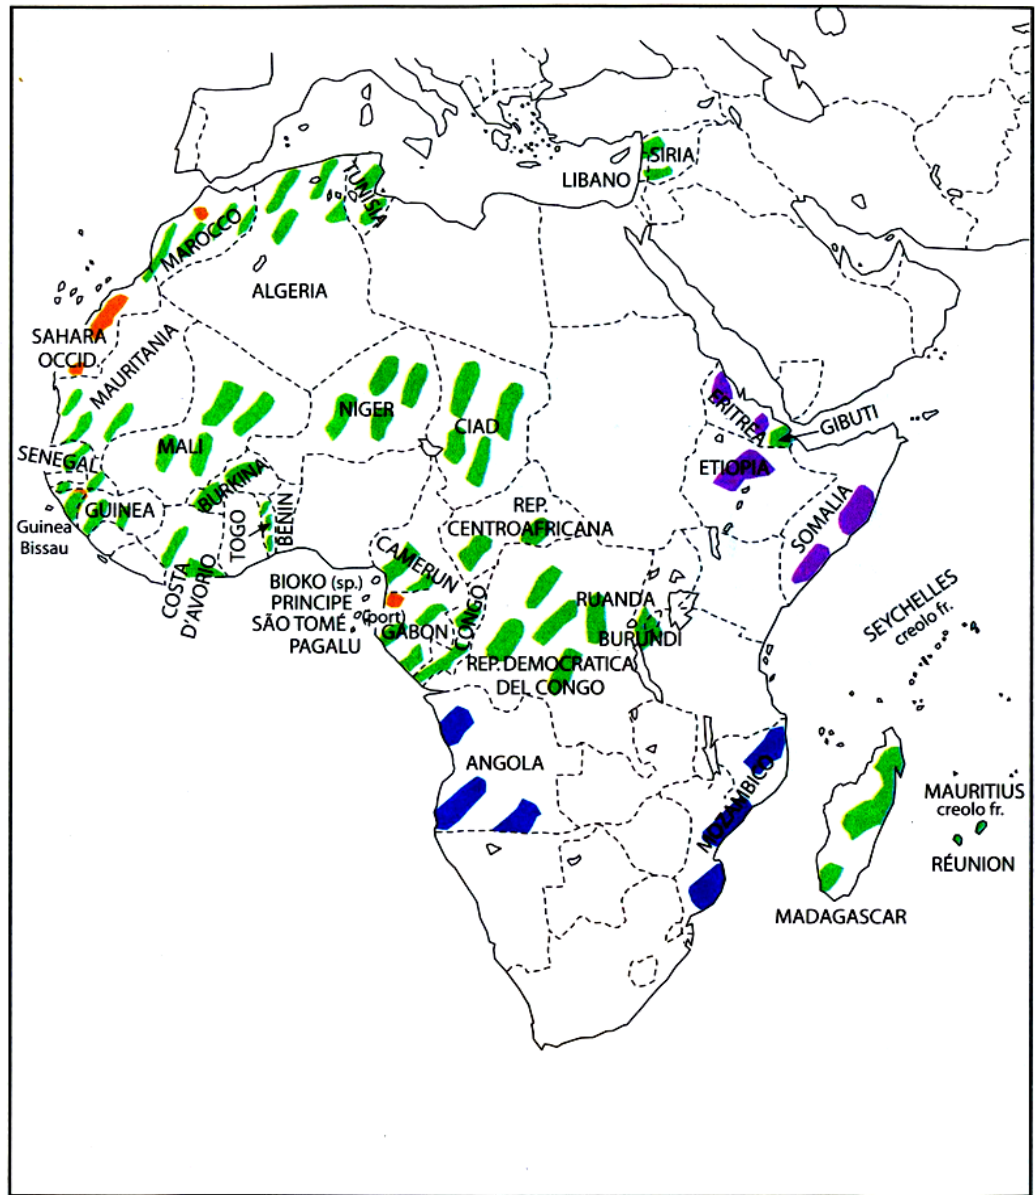 SIRIA
LIBANO
TUNISIA
MAROCCO
ALGERIA
SAHARA
OCCID.
MAURITANIA
NIGER
CIAD
ERITREA
GIBUTI
SENEGAL
MALI
BURKINA
ETIOPIA
GUINEA
Guinea
Bissau
TOGO
BENIN
REP.
CENTROAFRICANA
SOMALIA
COSTA
D'AVORIO
CAMERUN
BIOKO (sp.)
PRINCIPE
SÃO TOMÉ (port)
PAGALU
GABON
CONGO
RUANDA
BURUNDI
REP. DEMOCRATICA
DEL CONGO
SEYCHELLES
creolo fr.
ANGOLA
MOZAMBICO
MAURITIUS
creolo fr.
RÉUNION
MADAGASCAR